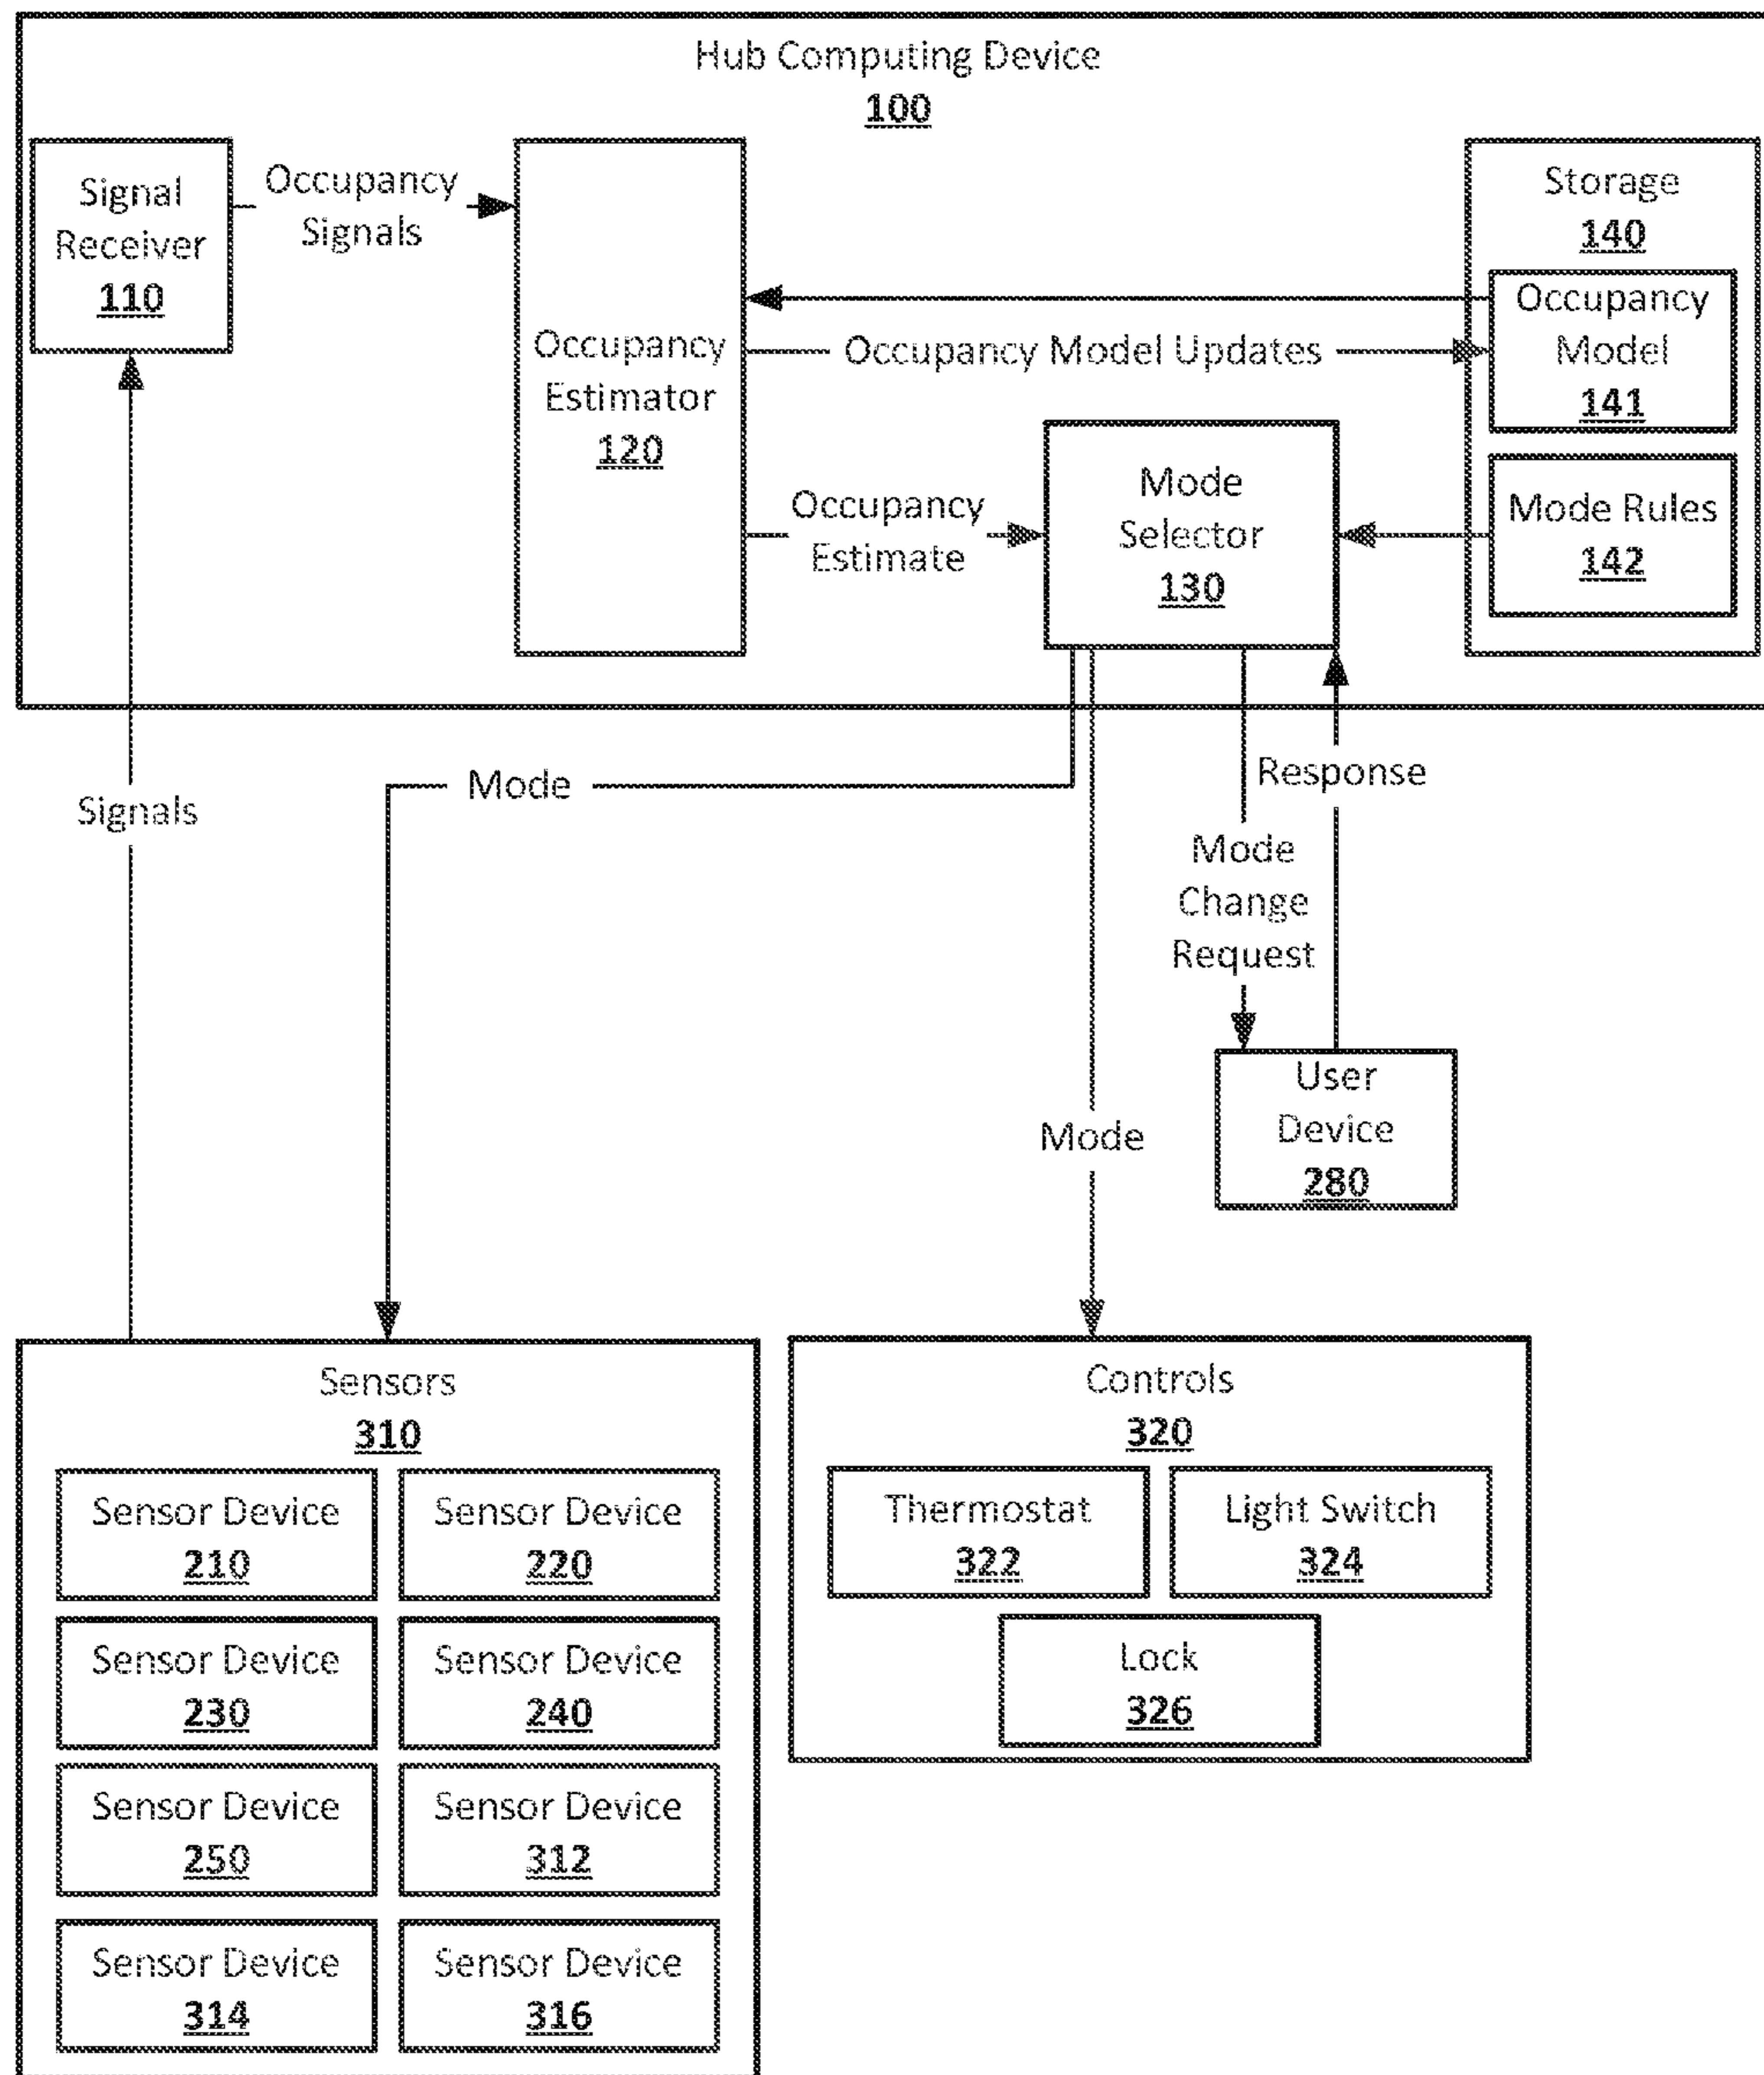 Hub Computing Device
100
Signal
Receiver
110
Occupancy
Signals
Occupancy
Estimator
120
Storage
140
Occupancy
Model
141
Occupancy Model Updates
Mode Rules
142
Occupancy
Estimate
Mode
Selector
130
Signals
Mode
Mode
Mode
Change
Request
Response
User
Device
280
Sensors
310
Sensor Device
210
Sensor Device
220
Sensor Device
230
Sensor Device
240
Sensor Device
250
Sensor Device
312
Sensor Device
314
Sensor Device
316
Controls
320
Thermostat
322
Light Switch
324
Lock
326